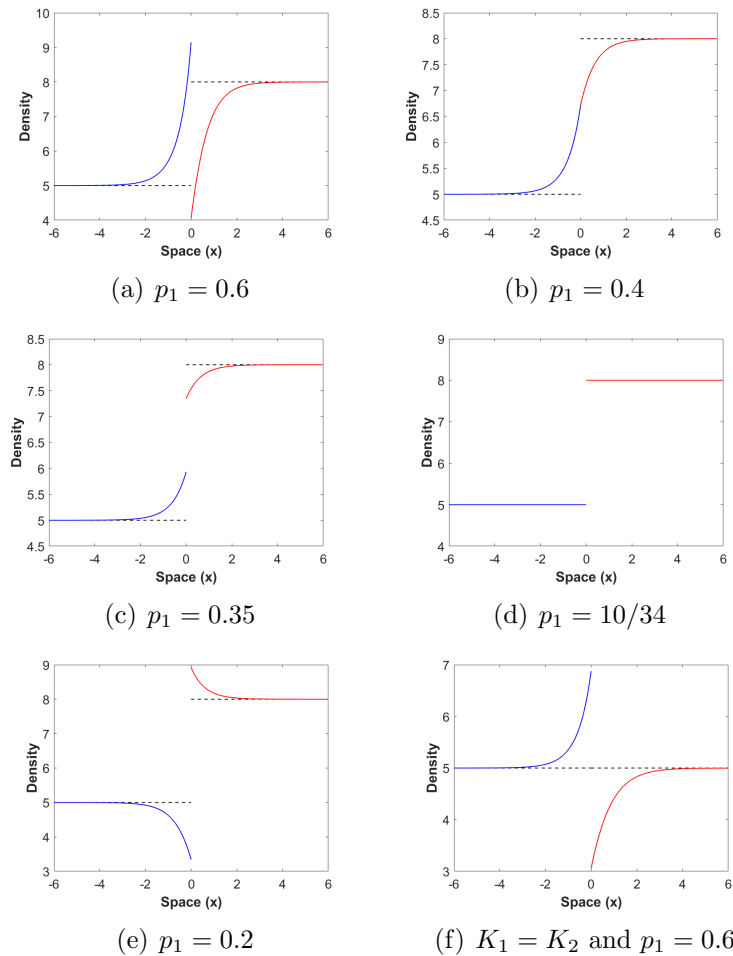 10
9
8
7
6
5
4
Density
-6 -4 -2 0 2 4 6
Space (x)
(a) p₁ = 0.6
8.5
8
7.5
7
6.5
6
5.5
5
4.5
Density
-6 -4 -2 0 2 4 6
Space (x)
(b) p₁ = 0.4
8.5
8
7.5
7
6.5
6
5.5
5
4.5
Density
-6 -4 -2 0 2 4 6
Space (x)
(c) p₁ = 0.35
9
8
7
6
5
4
Density
-6 -4 -2 0 2 4 6
Space (x)
(d) p₁ = 10/34
9
8
7
6
5
4
3
Density
-6 -4 -2 0 2 4 6
Space (x)
(e) p₁ = 0.2
7
6
5
4
3
Density
-6 -4 -2 0 2 4 6
Space (x)
(f) K₁ = K₂ and p₁ = 0.6